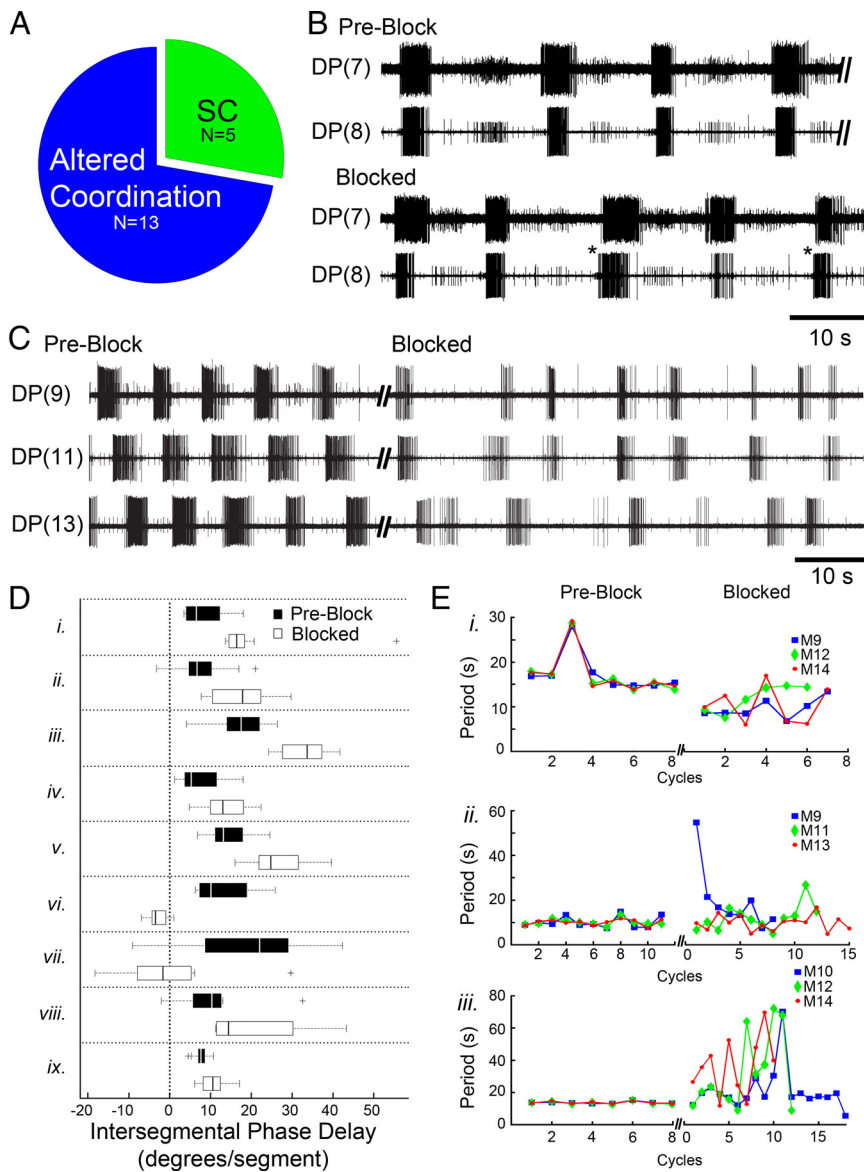 A
SC
N=5
Altered
Coordination
N=13
B
Pre-Block
DP(7)
DP(8)
Blocked
DP(7)
*
*
DP(8)
10 s
C
Pre-Block
Blocked
DP(9)
DP(11)
DP(13)
10 s
D
Pre-Block
Blocked
i.
ii.
iii.
iv.
v.
vi.
vii.
viii.
ix.
-20 -10 0 10 20 30 40 50
Intersegmental Phase Delay
(degrees/segment)
E
Pre-Block
Blocked
i.
M9
M12
M14
Period (s)
30
20
10
0
2 4 6 8 2 4 6 8
Cycles
Cycles
ii.
M9
M11
M13
Period (s)
60
40
20
0
2 4 6 8 10 5 10 15
Cycles
Cycles
iii.
M10
M12
M14
Period (s)
80
60
40
20
0
2 4 6 8 5 10 15 18
Cycles
Cycles